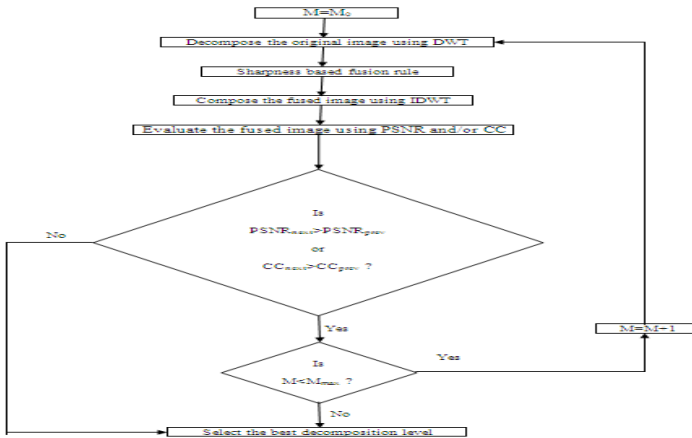 M=M₀
Decompose the original image using DWT
Sharpness based fusion rule
Compose the fused image using IDWT
Evaluate the fused image using PSNR and/or CC
Is
PSNRnext>PSNRprev
or
CCnext>CCprev ?
No
Yes
Is
M<Mmax ?
Yes
M=M+1
No
Select the best decomposition level